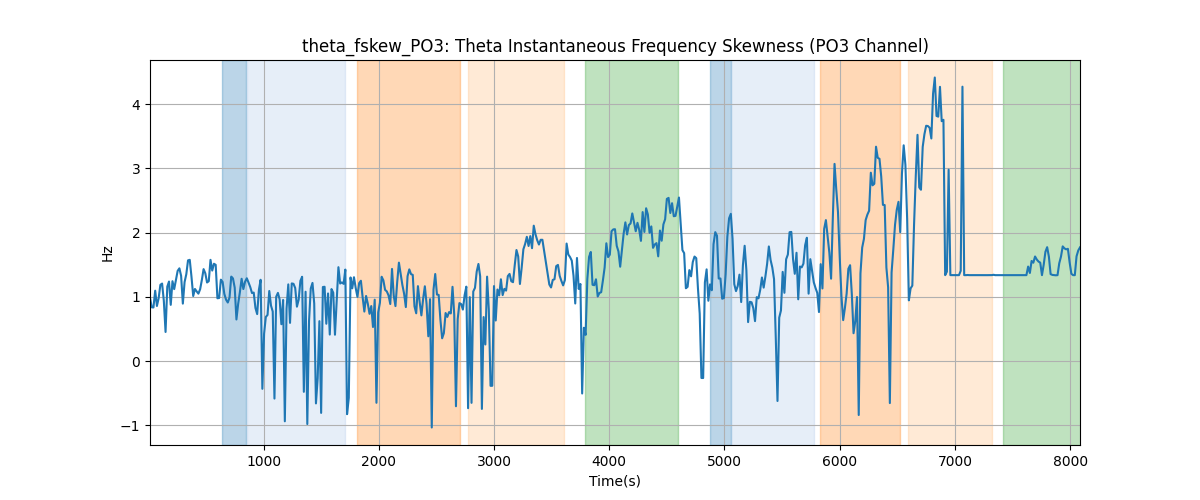 theta_fskew_PO3: Theta Instantaneous Frequency Skewness (PO3 Channel)
4
3
2
1
0
−1
Hz
1000 2000 3000 4000 5000 6000 7000 8000
Time(s)